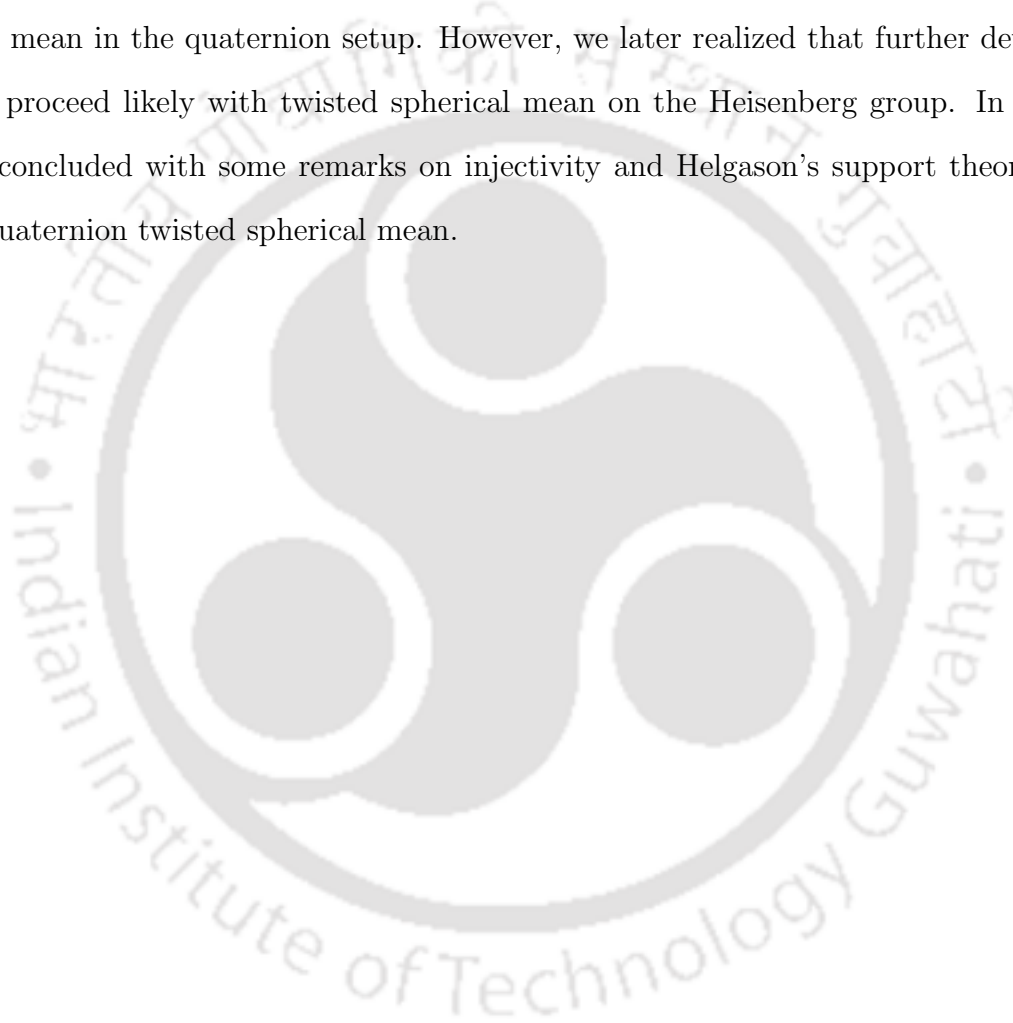 mean in the quaternion setup. However, we later realized that further de
proceed likely with twisted spherical mean on the Heisenberg group. In
concluded with some remarks on injectivity and Helgason's support theor
uaternion twisted spherical mean.
भारतीय प्रौद्योगिकी संस्थान गुवाहाटी
• Indian Institute of Technology Guwahati •